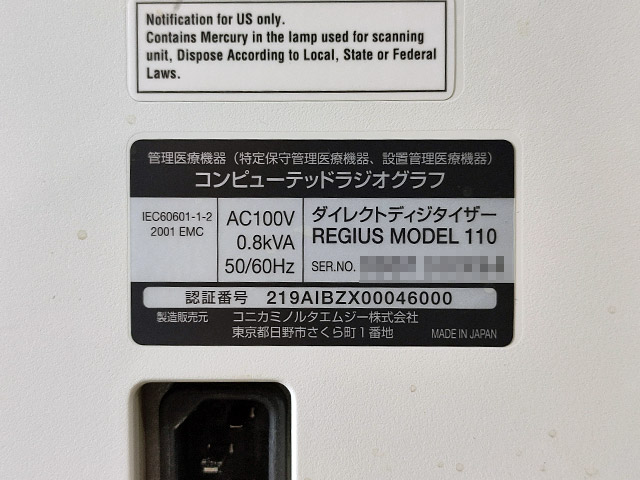 Notification for US only.
Contains Mercury in the lamp used for scanning
unit, Dispose According to Local, State or Federal
Laws.
管理医療機器（特定保守管理医療機器、設置管理医療機器）
コンピューテッドラジオグラフ
IEC60601-1-2
2001 EMC
AC100V
0.8kVA
50/60Hz
ダイレクトディジタイザー
REGIUS MODEL 110
SER.NO.
認証番号 219AIBZX00046000
製造販売元 コニカミノルタエムジー株式会社
東京都日野市さくら町1番地
MADE IN JAPAN